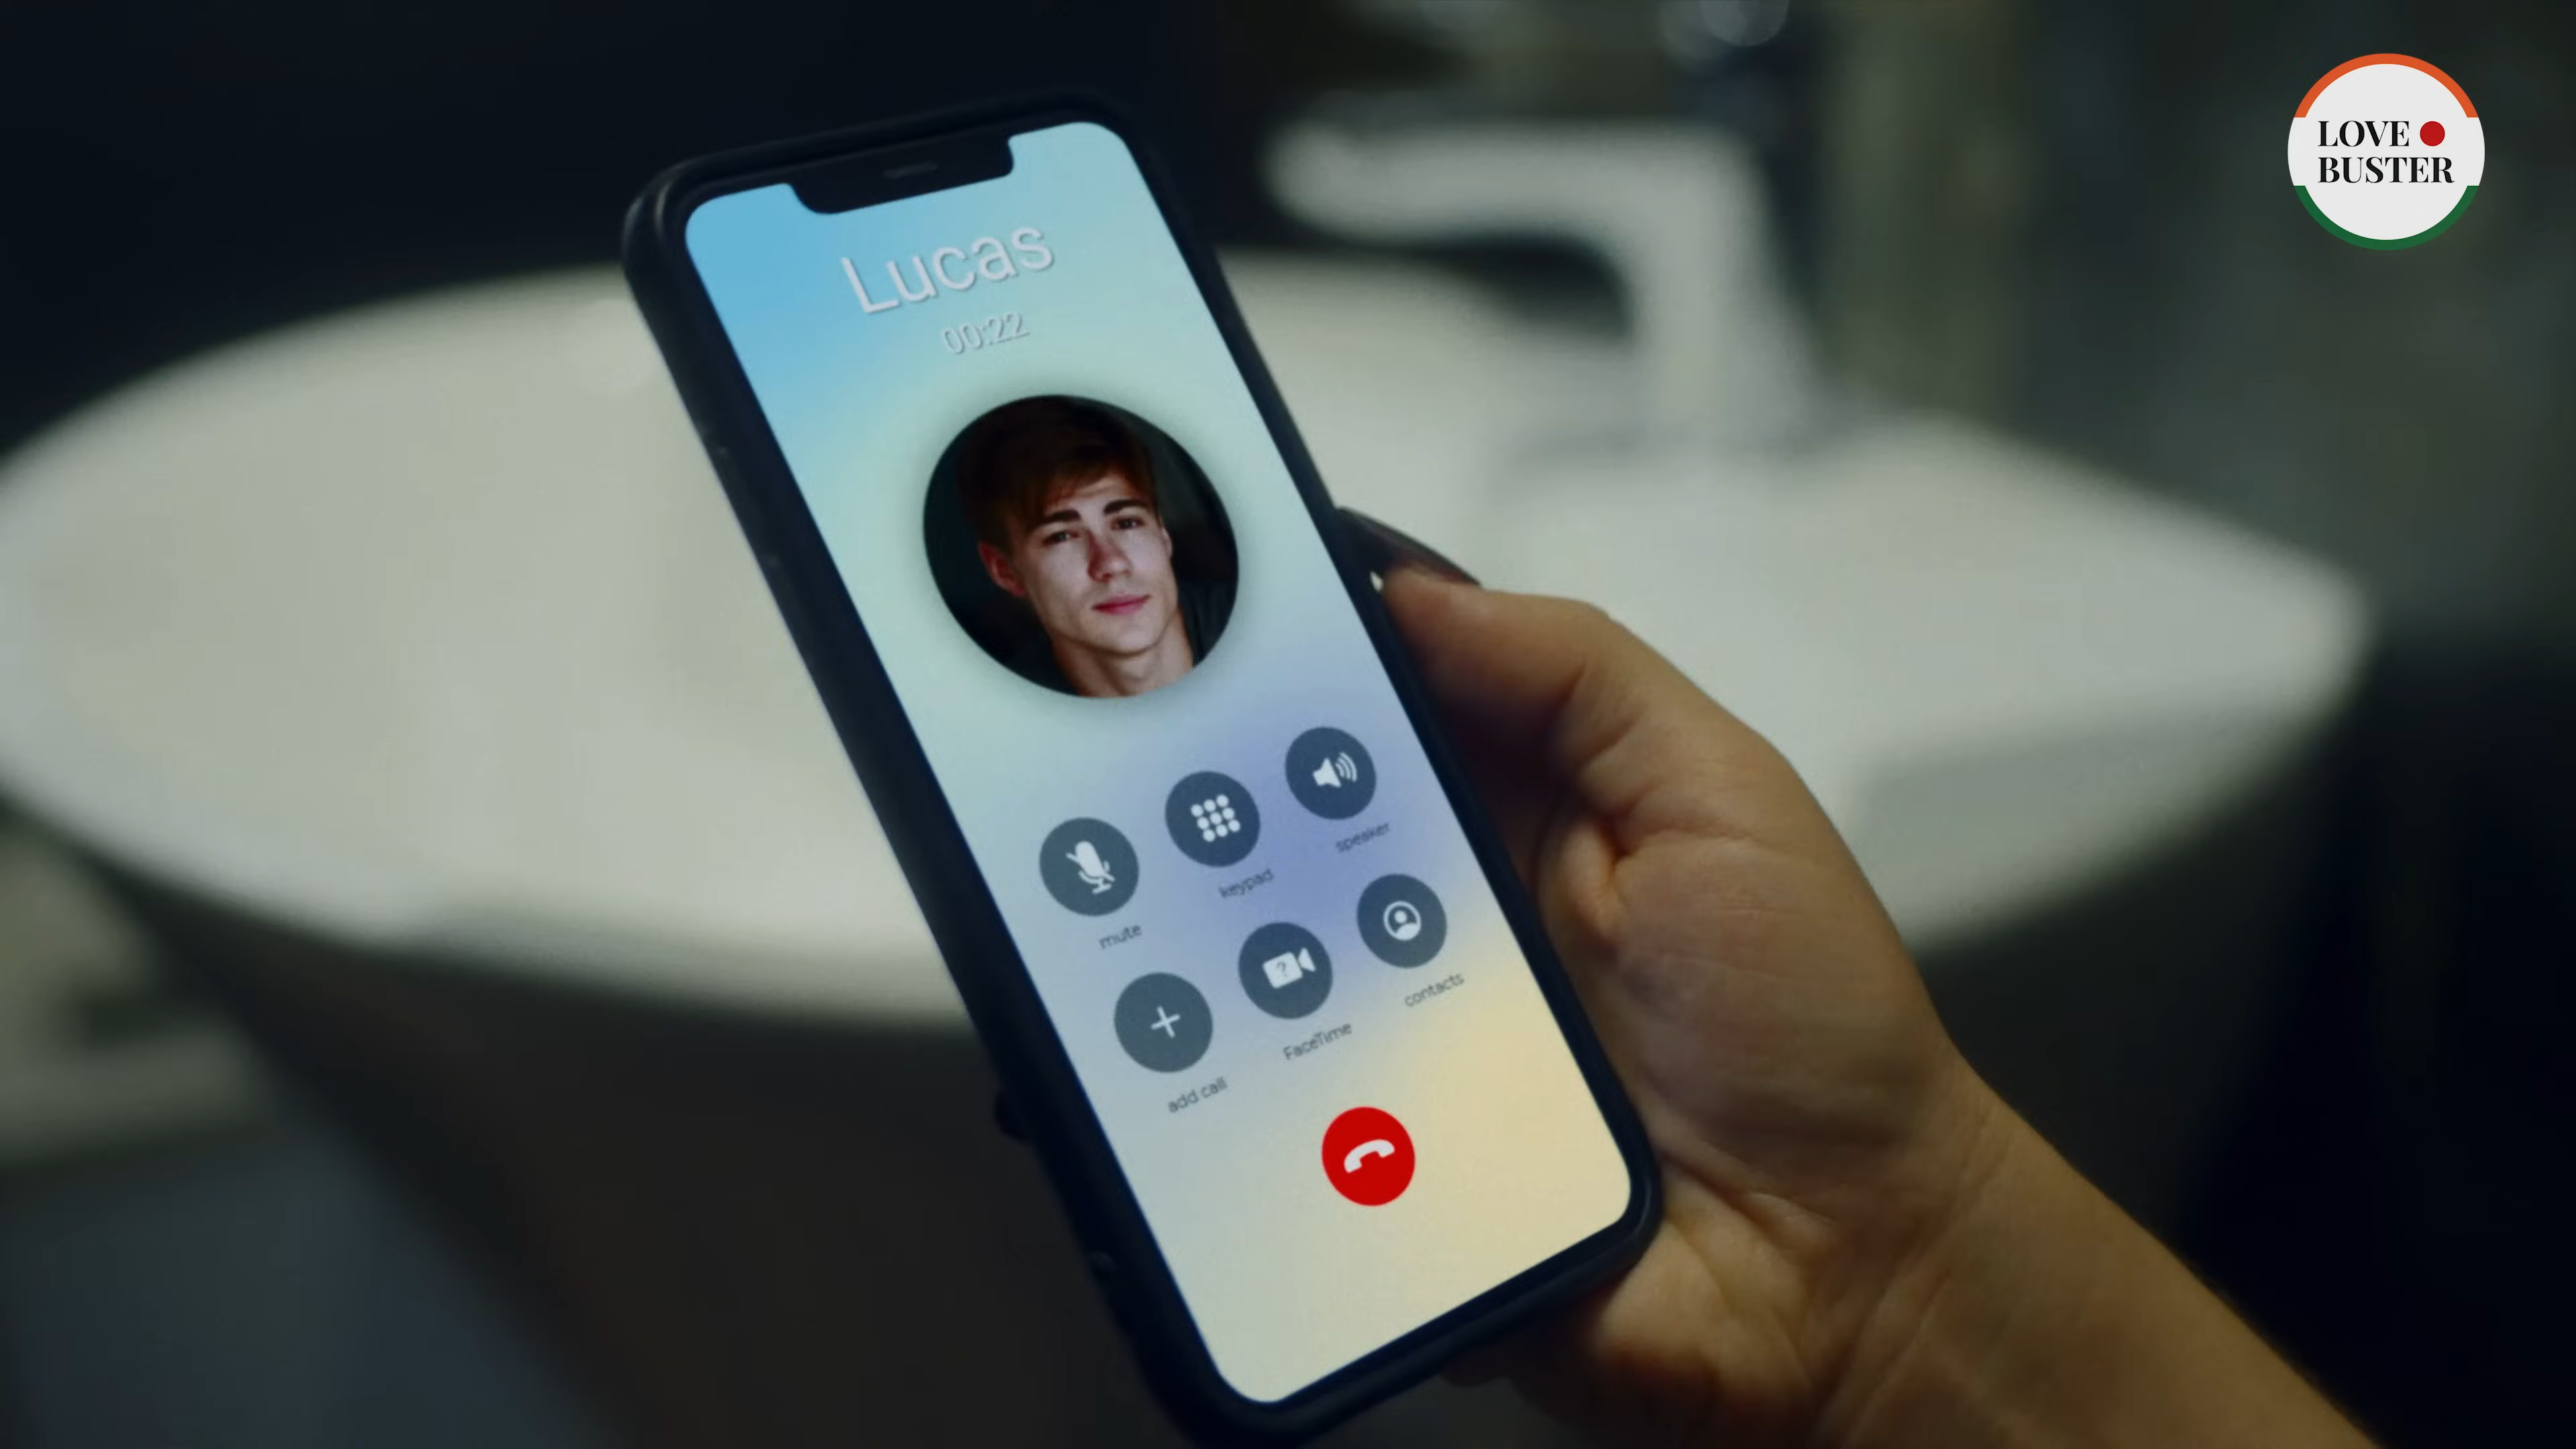 LOVE
BUSTER
Lucas
00:22
mute
keypad
speaker
add call
FaceTime
contacts